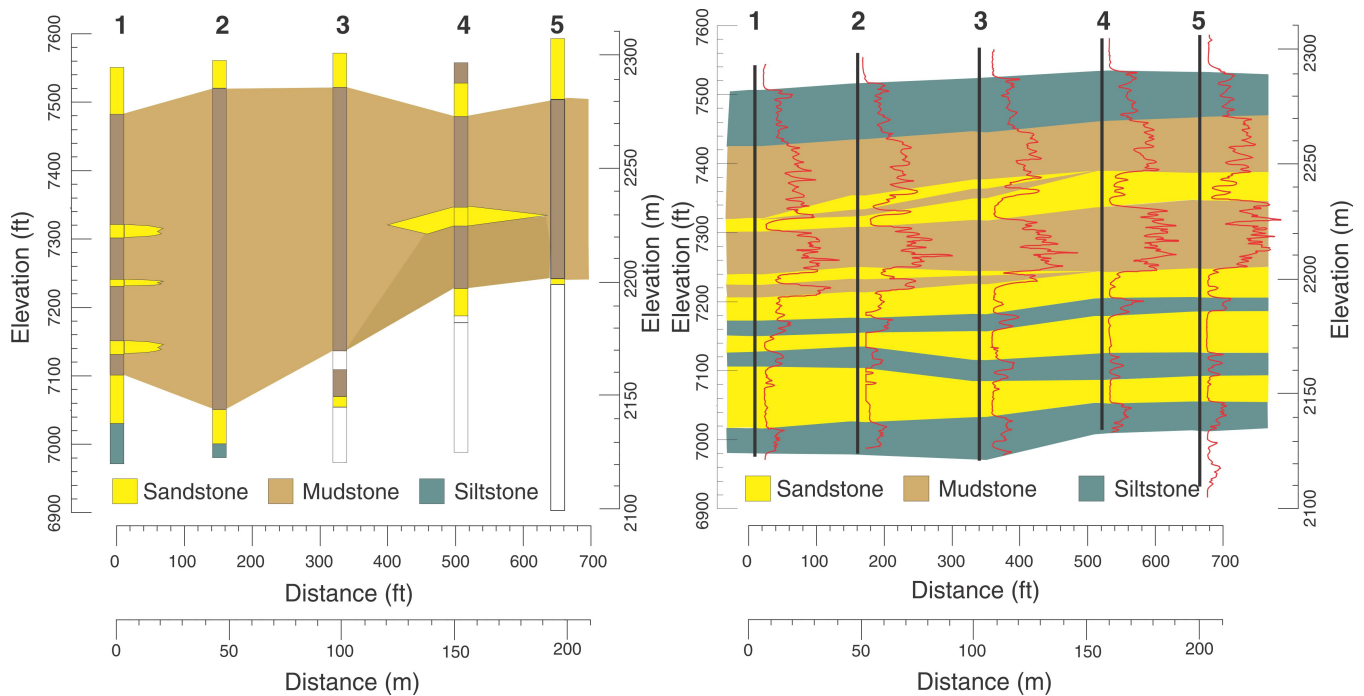 1 2 3 4 5
Elevation (ft)
7600
7500
7400
7300
7200
7100
7000
6900
2300
2250
2200
2150
2100
Elevation (m)
Sandstone Mudstone Siltstone
0 100 200 300 400 500 600 700
Distance (ft)
0 50 100 150 200
Distance (m)
1 2 3 4 5
Elevation (ft)
7600
7500
7400
7300
7200
7100
7000
6900
2300
2250
2200
2150
2100
Elevation (m)
Sandstone Mudstone Siltstone
0 100 200 300 400 500 600 700
Distance (ft)
0 50 100 150 200
Distance (m)